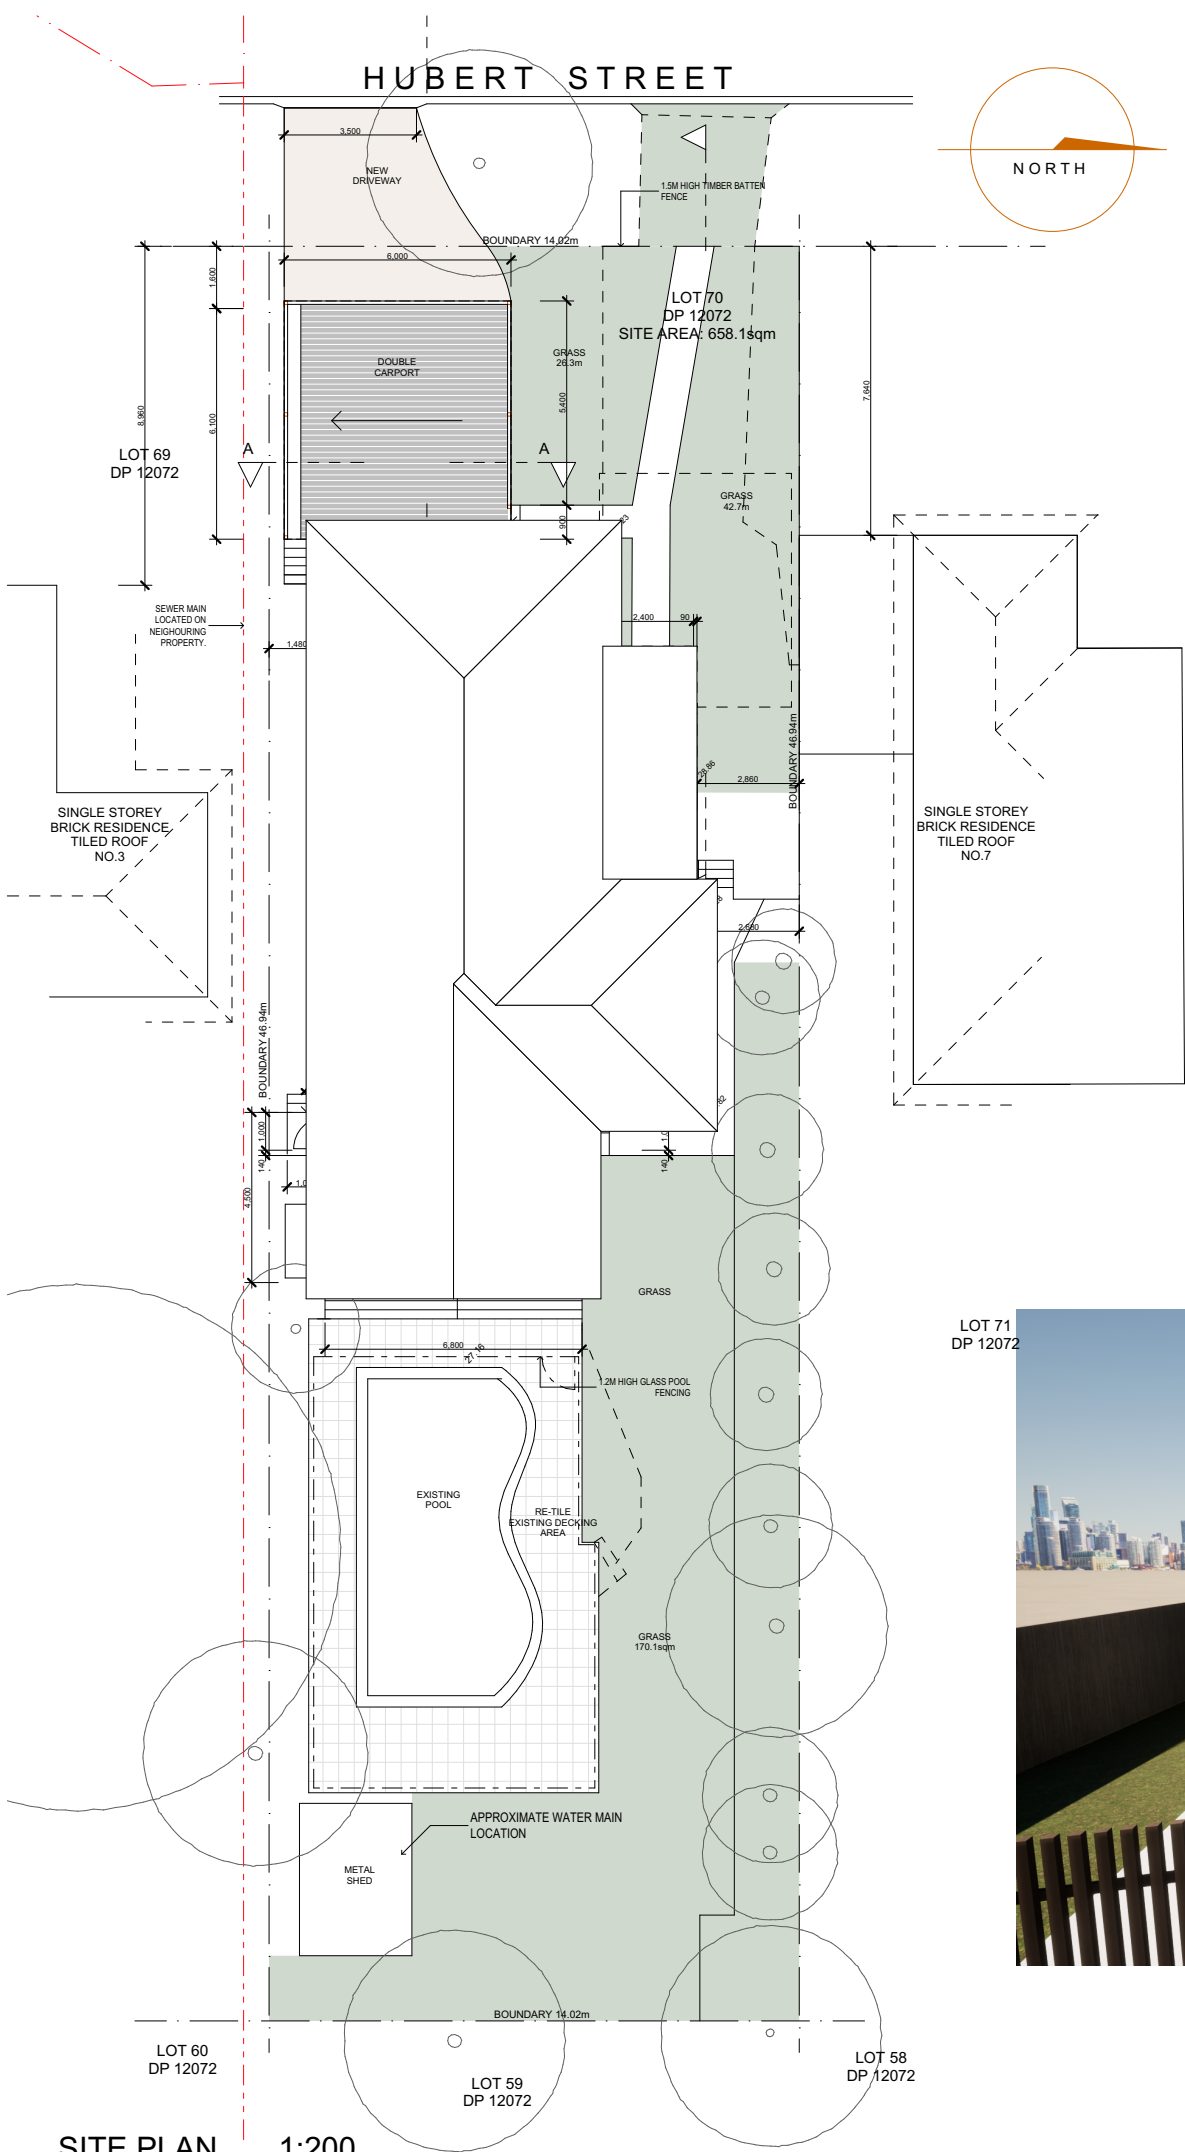 HUBERT STREET
3,500
NEW
DRIVEWAY
NORTH
1.5M HIGH TIMBER BATTEN
FENCE
BOUNDARY 14.02m
6,000
1,600
LOT 70
DP 12072
SITE AREA: 658.1sqm
GRASS
26.3m
DOUBLE
CARPORT
5,400
7,640
8,960
6,100
LOT 69
DP 12072
A
A
GRASS
42.7m
900
SEWER MAIN
LOCATED ON
NEIGHOURING
PROPERTY.
1,480
2,400
90
BOUNDARY 46.94m
28.86
2,860
SINGLE STOREY
BRICK RESIDENCE
TILED ROOF
NO.3
SINGLE STOREY
BRICK RESIDENCE
TILED ROOF
NO.7
2,680
BOUNDARY 46.94m
1,000
140
4,500
140
GRASS
LOT 71
DP 12072
6,800
27.16
1.2M HIGH GLASS POOL
FENCING
EXISTING
POOL
RE-TILE
EXISTING DECKING
AREA
GRASS
170.1sqm
APPROXIMATE WATER MAIN
LOCATION
METAL
SHED
BOUNDARY 14.02m
LOT 60
DP 12072
LOT 59
DP 12072
LOT 58
DP 12072
SITE PLAN 1:200